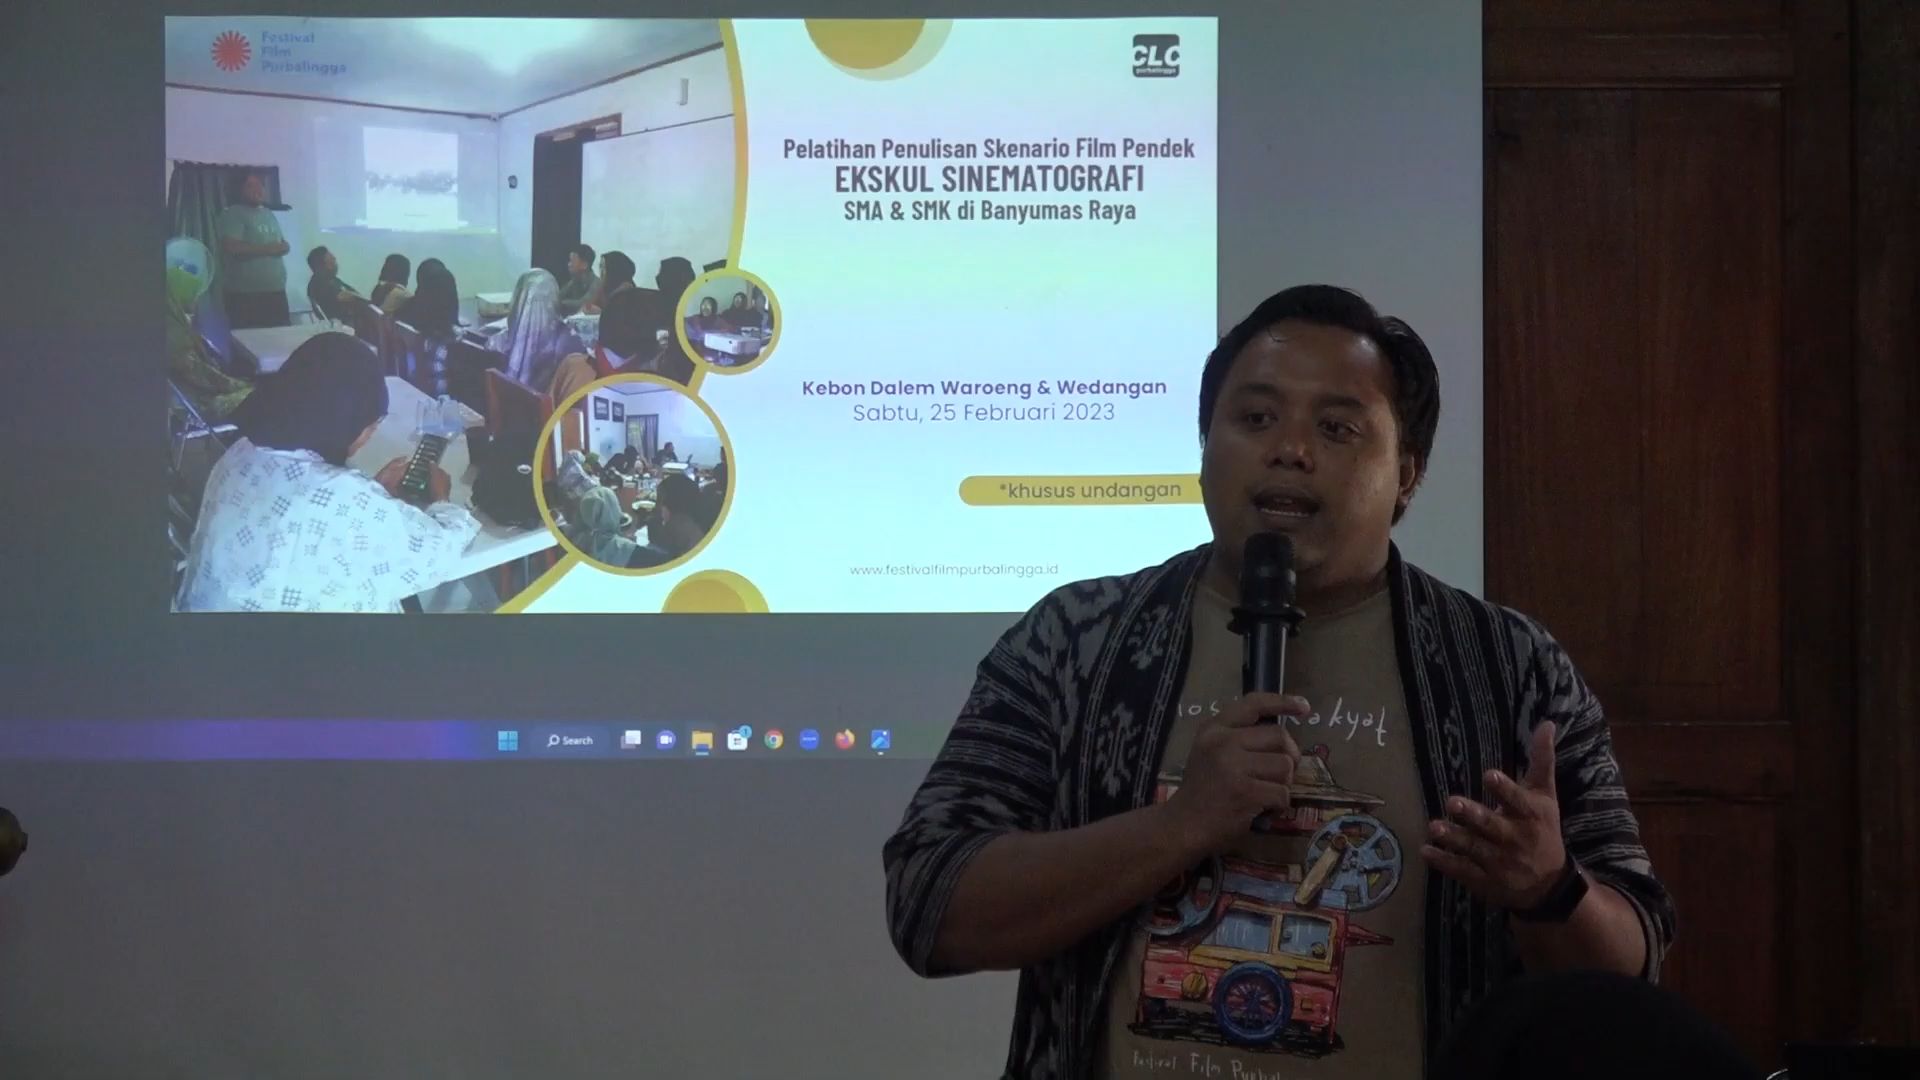 Festival
Film
Purbalingga
CLC
purbalingga
Pelatihan Penulisan Skenario Film Pendek
EKSKUL SINEMATOGRAFI
SMA & SMK di Banyumas Raya
Kebon Dalem Waroeng & Wedangan
Sabtu, 25 Februari 2023
*khusus undangan
www.festivalfilmpurbalingga.id
Search
Rakyat
Festival Film Purbal